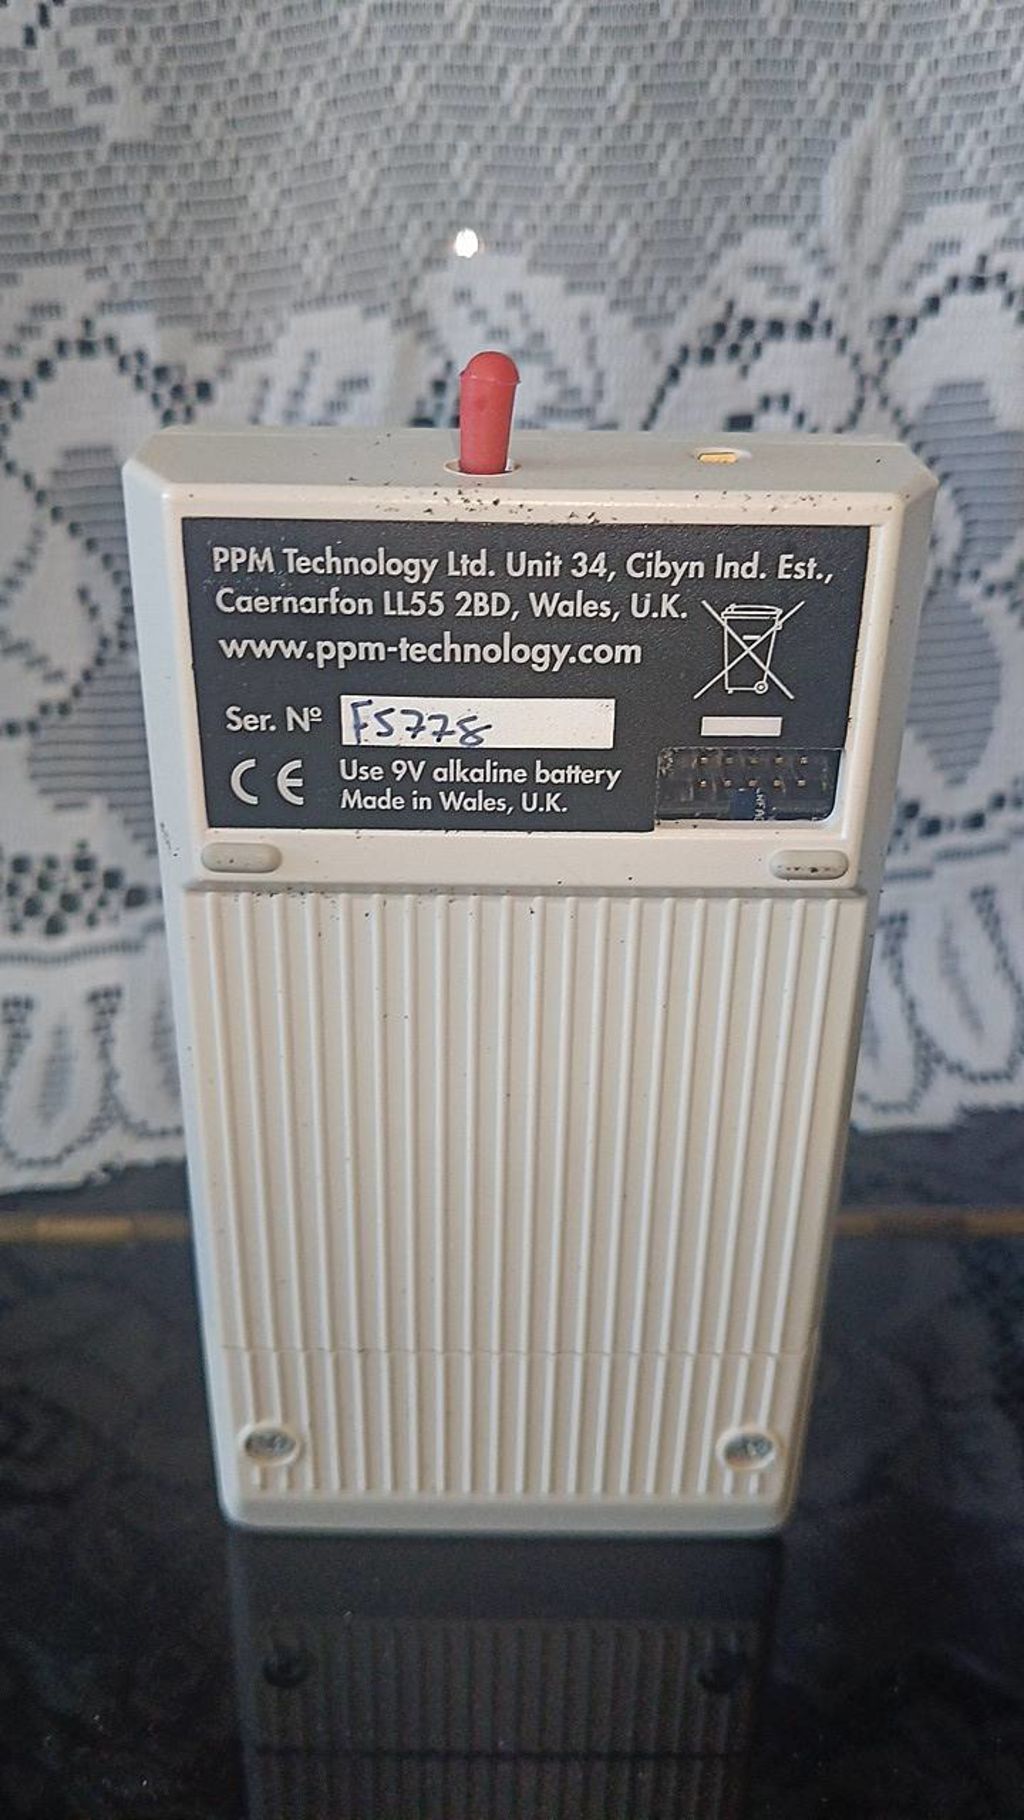 PPM Technology Ltd. Unit 34, Cibyn Ind. Est.,
Caernarfon LL55 2BD, Wales, U.K.
www.ppm-technology.com
Ser. Nº F5778
CE Use 9V alkaline battery
Made in Wales, U.K.